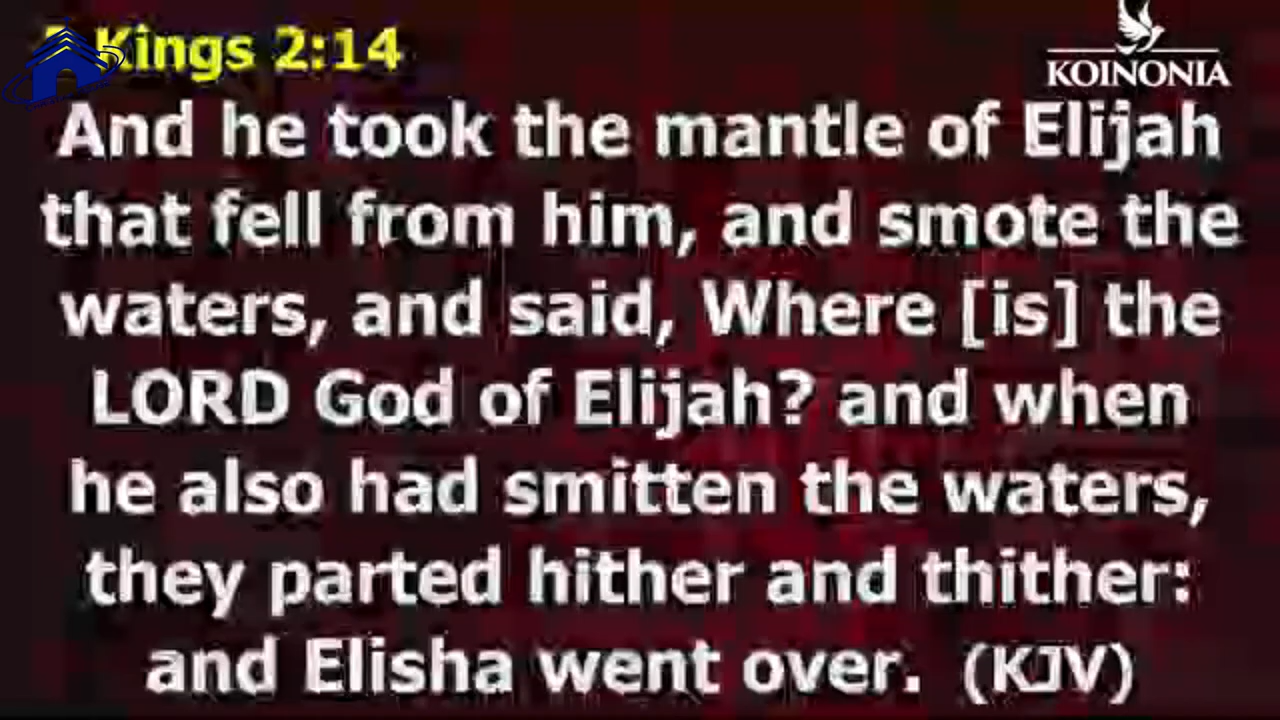 Kings 2:14
KOINONIA
And he took the mantle of Elijah
that fell from him, and smote the
waters, and said, Where [is] the
LORD God of Elijah? and when
he also had smitten the waters,
they parted hither and thither:
and Elisha went over. (KJV)